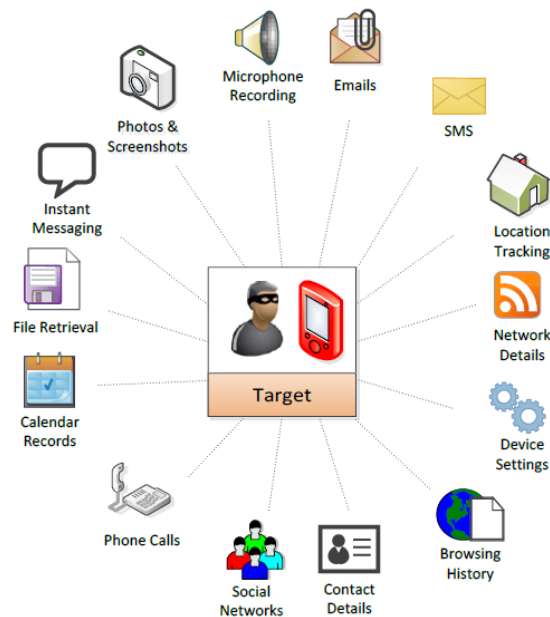 Microphone
Recording
Emails
SMS
Photos &
Screenshots
Location
Tracking
Instant
Messaging
Network
Details
File Retrieval
Target
Calendar
Records
Device
Settings
Phone Calls
Browsing
History
Social
Networks
Contact
Details